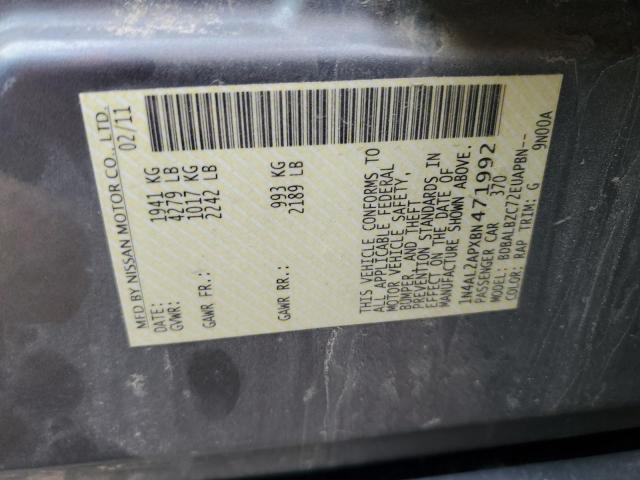 MFD BY NISSAN MOTOR CO., LTD.
DATE: 02/11
GVWR: 1941 KG
4279 LB
GAWR FR.: 1017 KG
2242 LB
GAWR RR.: 993 KG
2189 LB
THIS VEHICLE CONFORMS TO
ALL APPLICABLE FEDERAL
MOTOR VEHICLE SAFETY,
BUMPER, AND THEFT
PREVENTION STANDARDS IN
EFFECT ON THE DATE OF
MANUFACTURE SHOWN ABOVE.
1N4AL2APXBN471992
PASSENGER CAR 370
MODEL: BDBALBZC72EUAPBN--
COLOR: RAP TRIM: G 9N00A